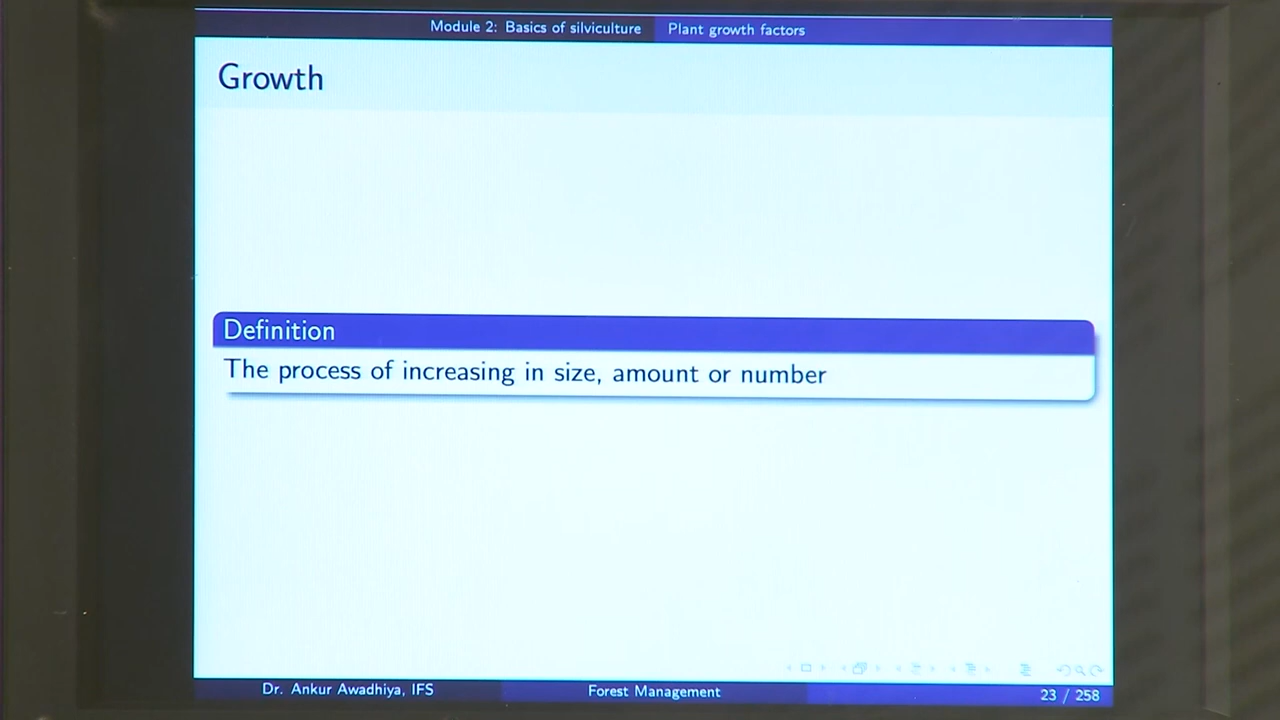 Module 2: Basics of silviculture Plant growth factors
Growth
Definition
The process of increasing in size, amount or number
Dr. Ankur Awadhiya, IFS Forest Management 23 / 258